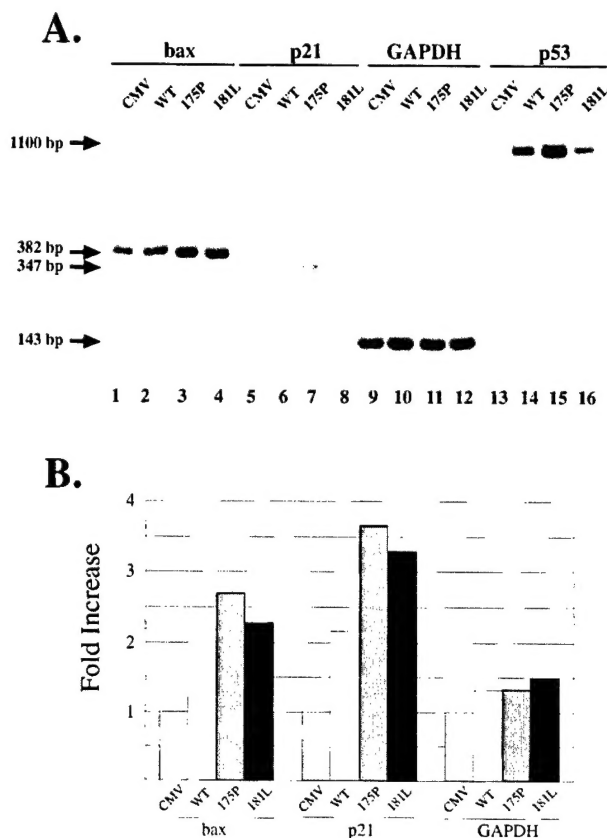 A.
bax p21 GAPDH p53
CMV WT 175P 181L CMV WT 175P 181L CMV WT 175P 181L CMV WT 175P 181L
1100 bp
382 bp
347 bp
143 bp
1 2 3 4 5 6 7 8 9 10 11 12 13 14 15 16
B.
Fold Increase
4
3
2
1
CMV WT 175P 181L CMV WT 175P 181L CMV WT 175P 181L
bax p21 GAPDH